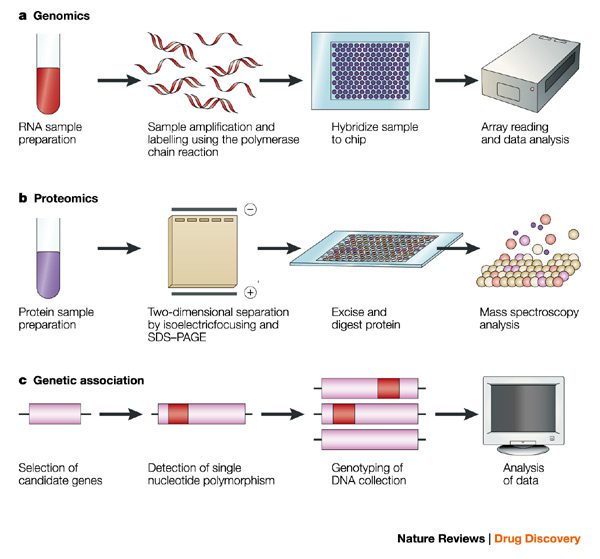 a Genomics
RNA sample
preparation
Sample amplification and
labelling using the polymerase
chain reaction
Hybridize sample
to chip
Array reading
and data analysis
b Proteomics
−
+
Protein sample
preparation
Two-dimensional separation
by isoelectricfocusing and
SDS–PAGE
Excise and
digest protein
Mass spectroscopy
analysis
c Genetic association
Selection of
candidate genes
Detection of single
nucleotide polymorphism
Genotyping of
DNA collection
Analysis
of data
Nature Reviews | Drug Discovery